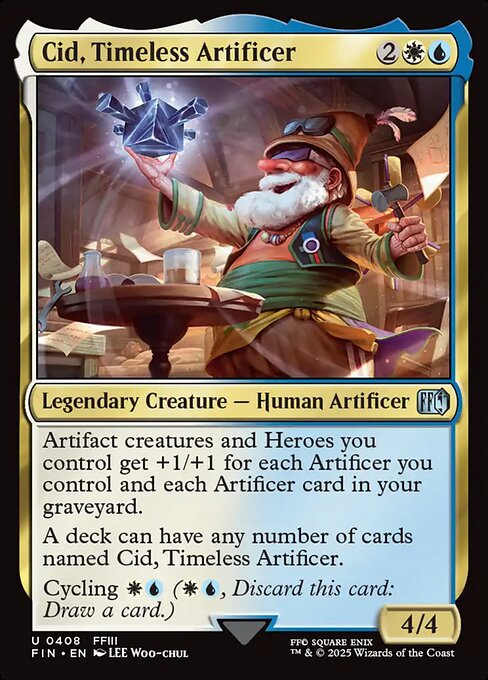 Cid, Timeless Artificer 2
Legendary Creature — Human Artificer FF
Artifact creatures and Heroes you
control get +1/+1 for each Artificer you
control and each Artificer card in your
graveyard.
A deck can have any number of cards
named Cid, Timeless Artificer.
Cycling (, Discard this card:
Draw a card.)
4/4
U 0408 FFIII
FIN • EN LEE WOO-CHUL
FF© SQUARE ENIX
™ & © 2025 Wizards of the Coast